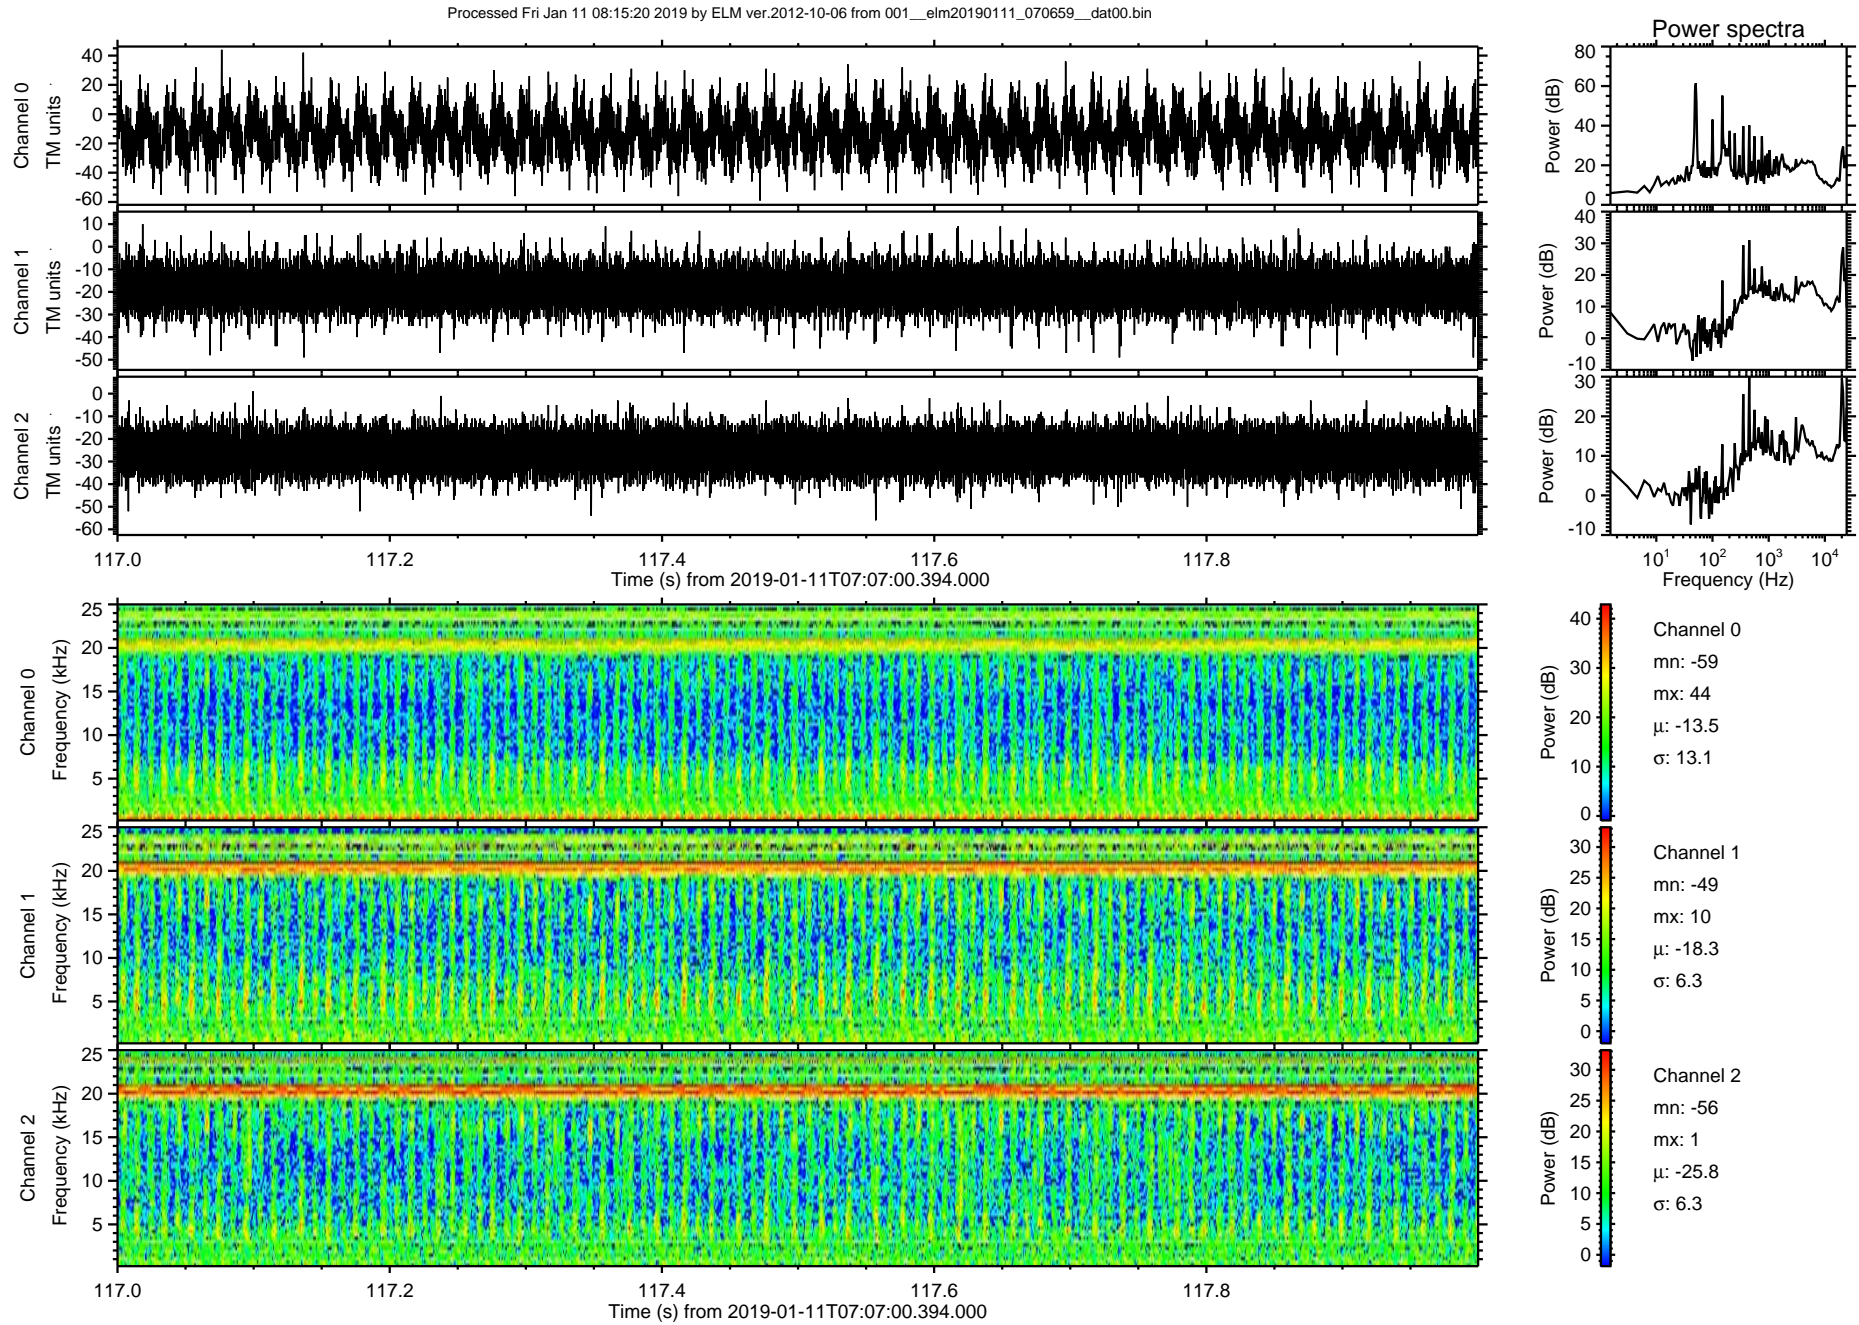 Processed Fri Jan 11 08:15:20 2019 by ELM ver.2012-10-06 from 001__elm20190111_070659__dat00.bin
Power spectra
Channel 0
TM units
40
20
0
-20
-40
-60
Power (dB)
80
60
40
20
0
Channel 1
TM units
10
0
-10
-20
-30
-40
-50
Power (dB)
40
30
20
10
0
-10
Channel 2
TM units
0
-10
-20
-30
-40
-50
-60
Power (dB)
30
20
10
0
-10
117.0 117.2 117.4 117.6 117.8
Time (s) from 2019-01-11T07:07:00.394.000
10^1 10^2 10^3 10^4
Frequency (Hz)
Channel 0
Frequency (kHz)
25
20
15
10
5
Power (dB)
40
30
20
10
0
Channel 0
mn: -59
mx: 44
μ: -13.5
σ: 13.1
Channel 1
Frequency (kHz)
25
20
15
10
5
Power (dB)
30
25
20
15
10
5
0
Channel 1
mn: -49
mx: 10
μ: -18.3
σ: 6.3
Channel 2
Frequency (kHz)
25
20
15
10
5
Power (dB)
30
25
20
15
10
5
0
Channel 2
mn: -56
mx: 1
μ: -25.8
σ: 6.3
117.0 117.2 117.4 117.6 117.8
Time (s) from 2019-01-11T07:07:00.394.000